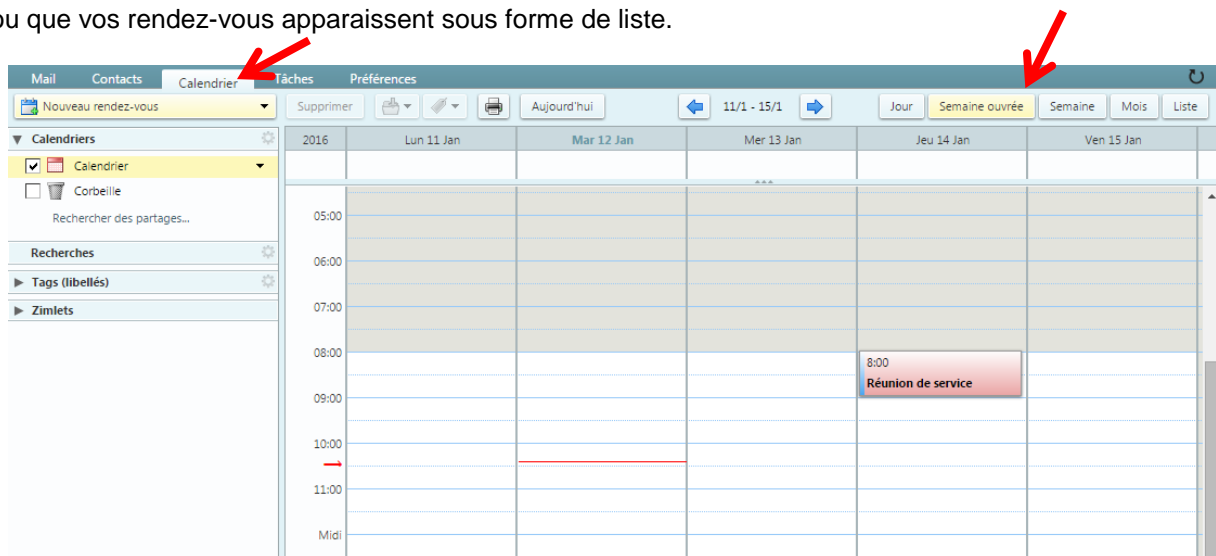 ou que vos rendez-vous apparaissent sous forme de liste.
Mail Contacts Calendrier Tâches Préférences
Nouveau rendez-vous Supprimer Aujourd'hui 11/1 - 15/1 Jour Semaine ouvrée Semaine Mois Liste
Calendriers 2016 Lun 11 Jan Mar 12 Jan Mer 13 Jan Jeu 14 Jan Ven 15 Jan
Calendrier
Corbeille
Rechercher des partages...
05:00
Recherches
06:00
Tags (libellés)
Zimlets
07:00
08:00
8:00
Réunion de service
09:00
10:00
11:00
Midi